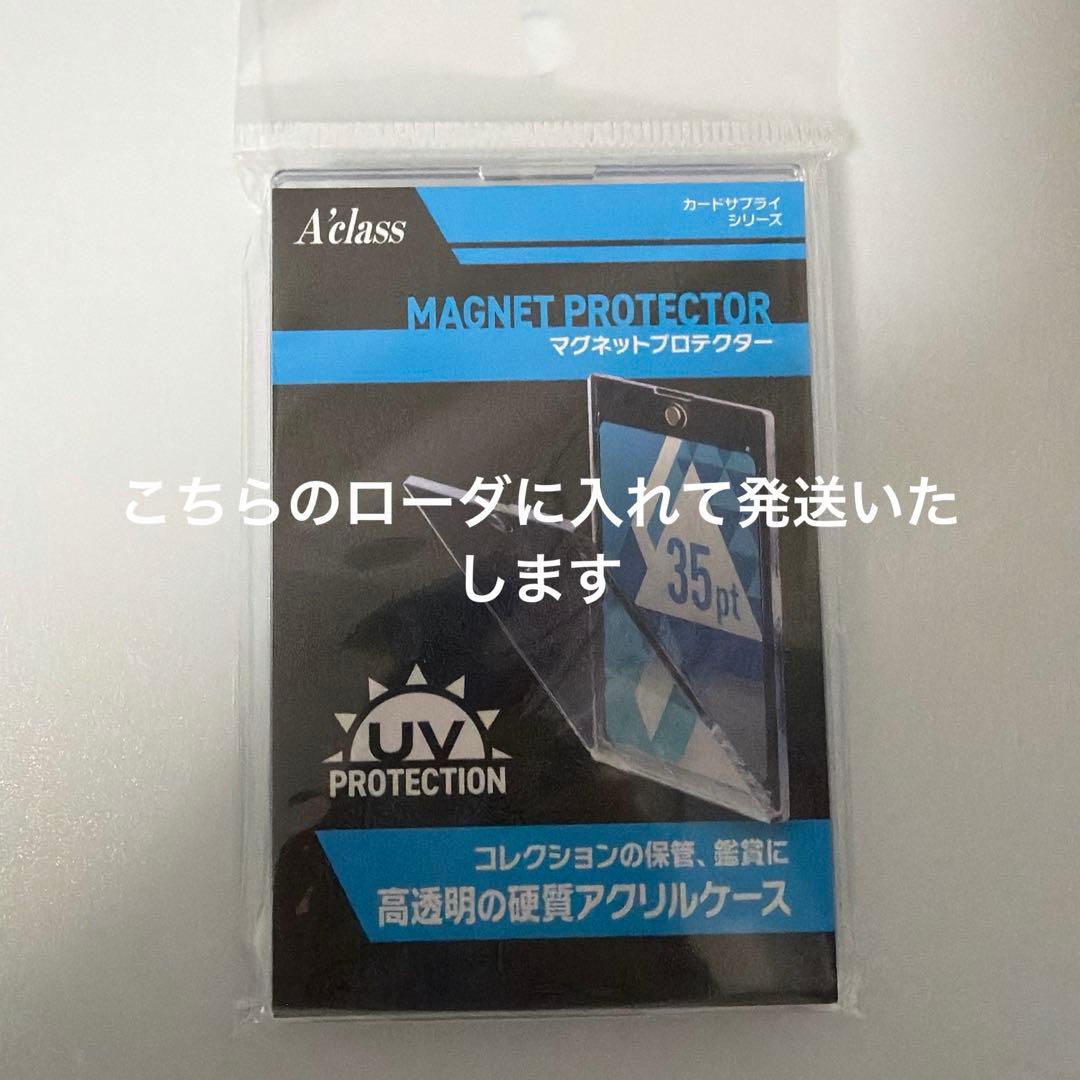 A'class
カードサプライ
シリーズ
MAGNET PROTECTOR
マグネットプロテクター
こちらのローダに入れて発送いた
します
35pt
UV
PROTECTION
コレクションの保管、鑑賞に
高透明の硬質アクリルケース